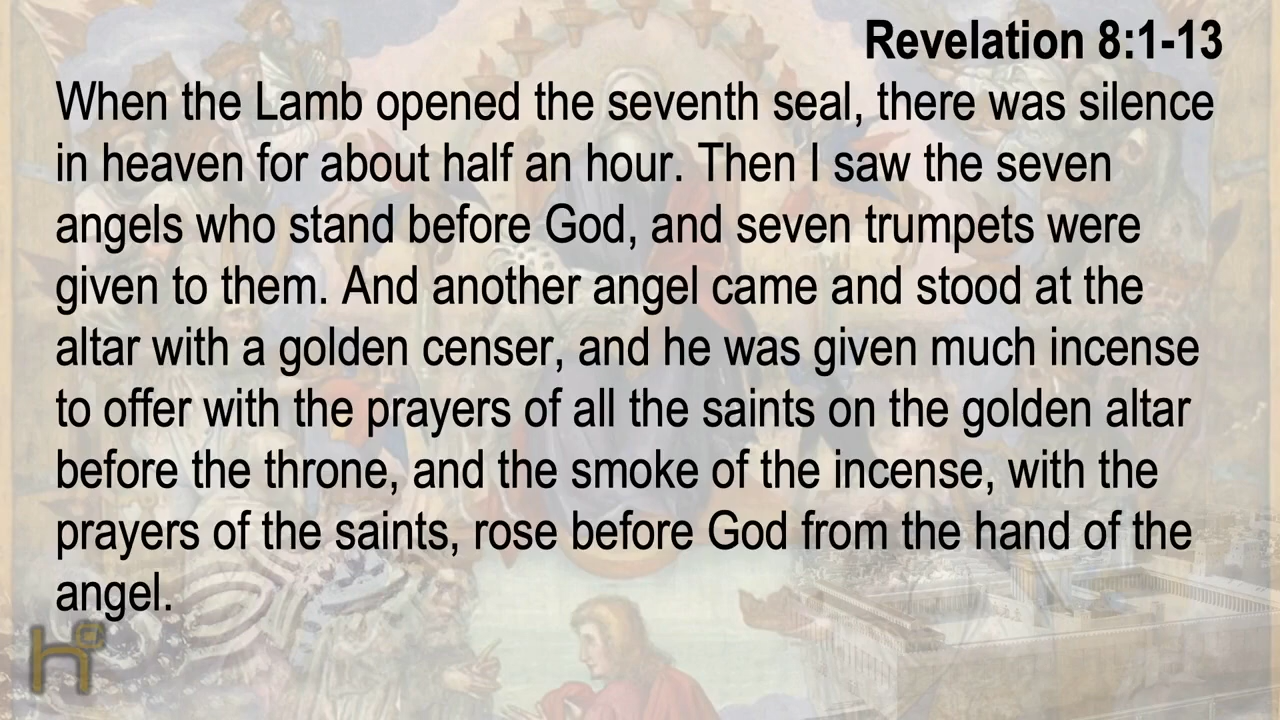 Revelation 8:1-13
When the Lamb opened the seventh seal, there was silence
in heaven for about half an hour. Then I saw the seven
angels who stand before God, and seven trumpets were
given to them. And another angel came and stood at the
altar with a golden censer, and he was given much incense
to offer with the prayers of all the saints on the golden altar
before the throne, and the smoke of the incense, with the
prayers of the saints, rose before God from the hand of the
angel.
h